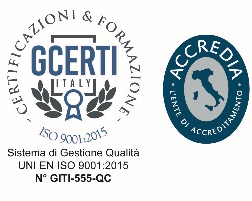 CERTIFICAZIONI & FORMAZIONE
GCERTI
ITALY
ISO 9001:2015
Sistema di Gestione Qualità
UNI EN ISO 9001:2015
N° GITI-555-QC
ACCREDIA
L'ENTE DI ACCREDITAMENTO